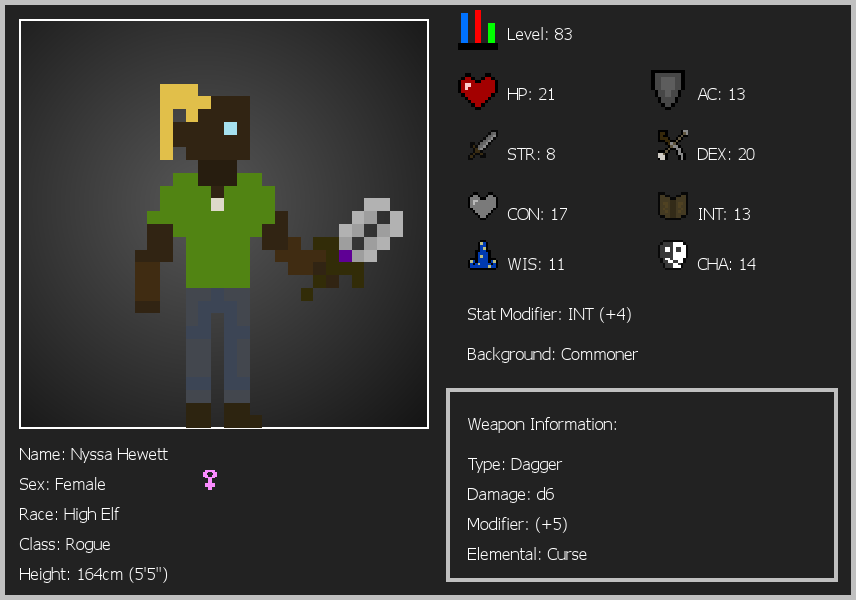 Level: 83
HP: 21
AC: 13
STR: 8
DEX: 20
CON: 17
INT: 13
WIS: 11
CHA: 14
Stat Modifier: INT (+4)
Background: Commoner
Weapon Information:
Type: Dagger
Damage: d6
Modifier: (+5)
Elemental: Curse
Name: Nyssa Hewett
Sex: Female
Race: High Elf
Class: Rogue
Height: 164cm (5'5")